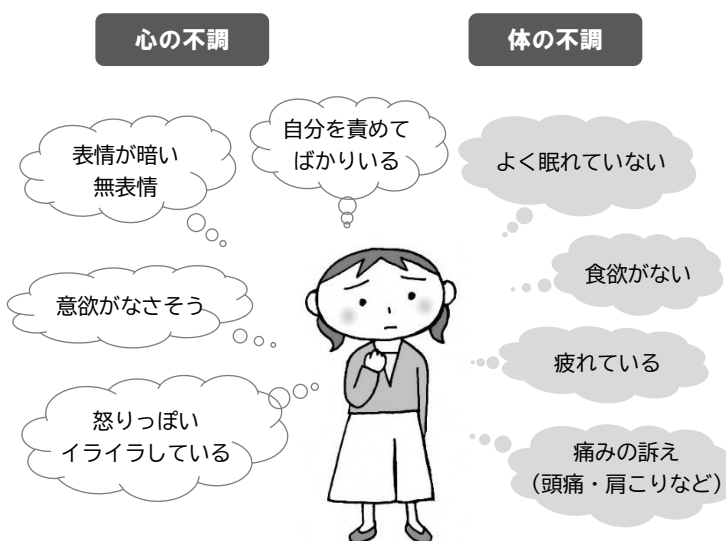 心の不調
体の不調
表情が暗い
無表情
自分を責めて
ばかりいる
よく眠れていない
意欲がなさそう
食欲がない
疲れている
怒りっぽい
イライラしている
痛みの訴え
（頭痛・肩こりなど）